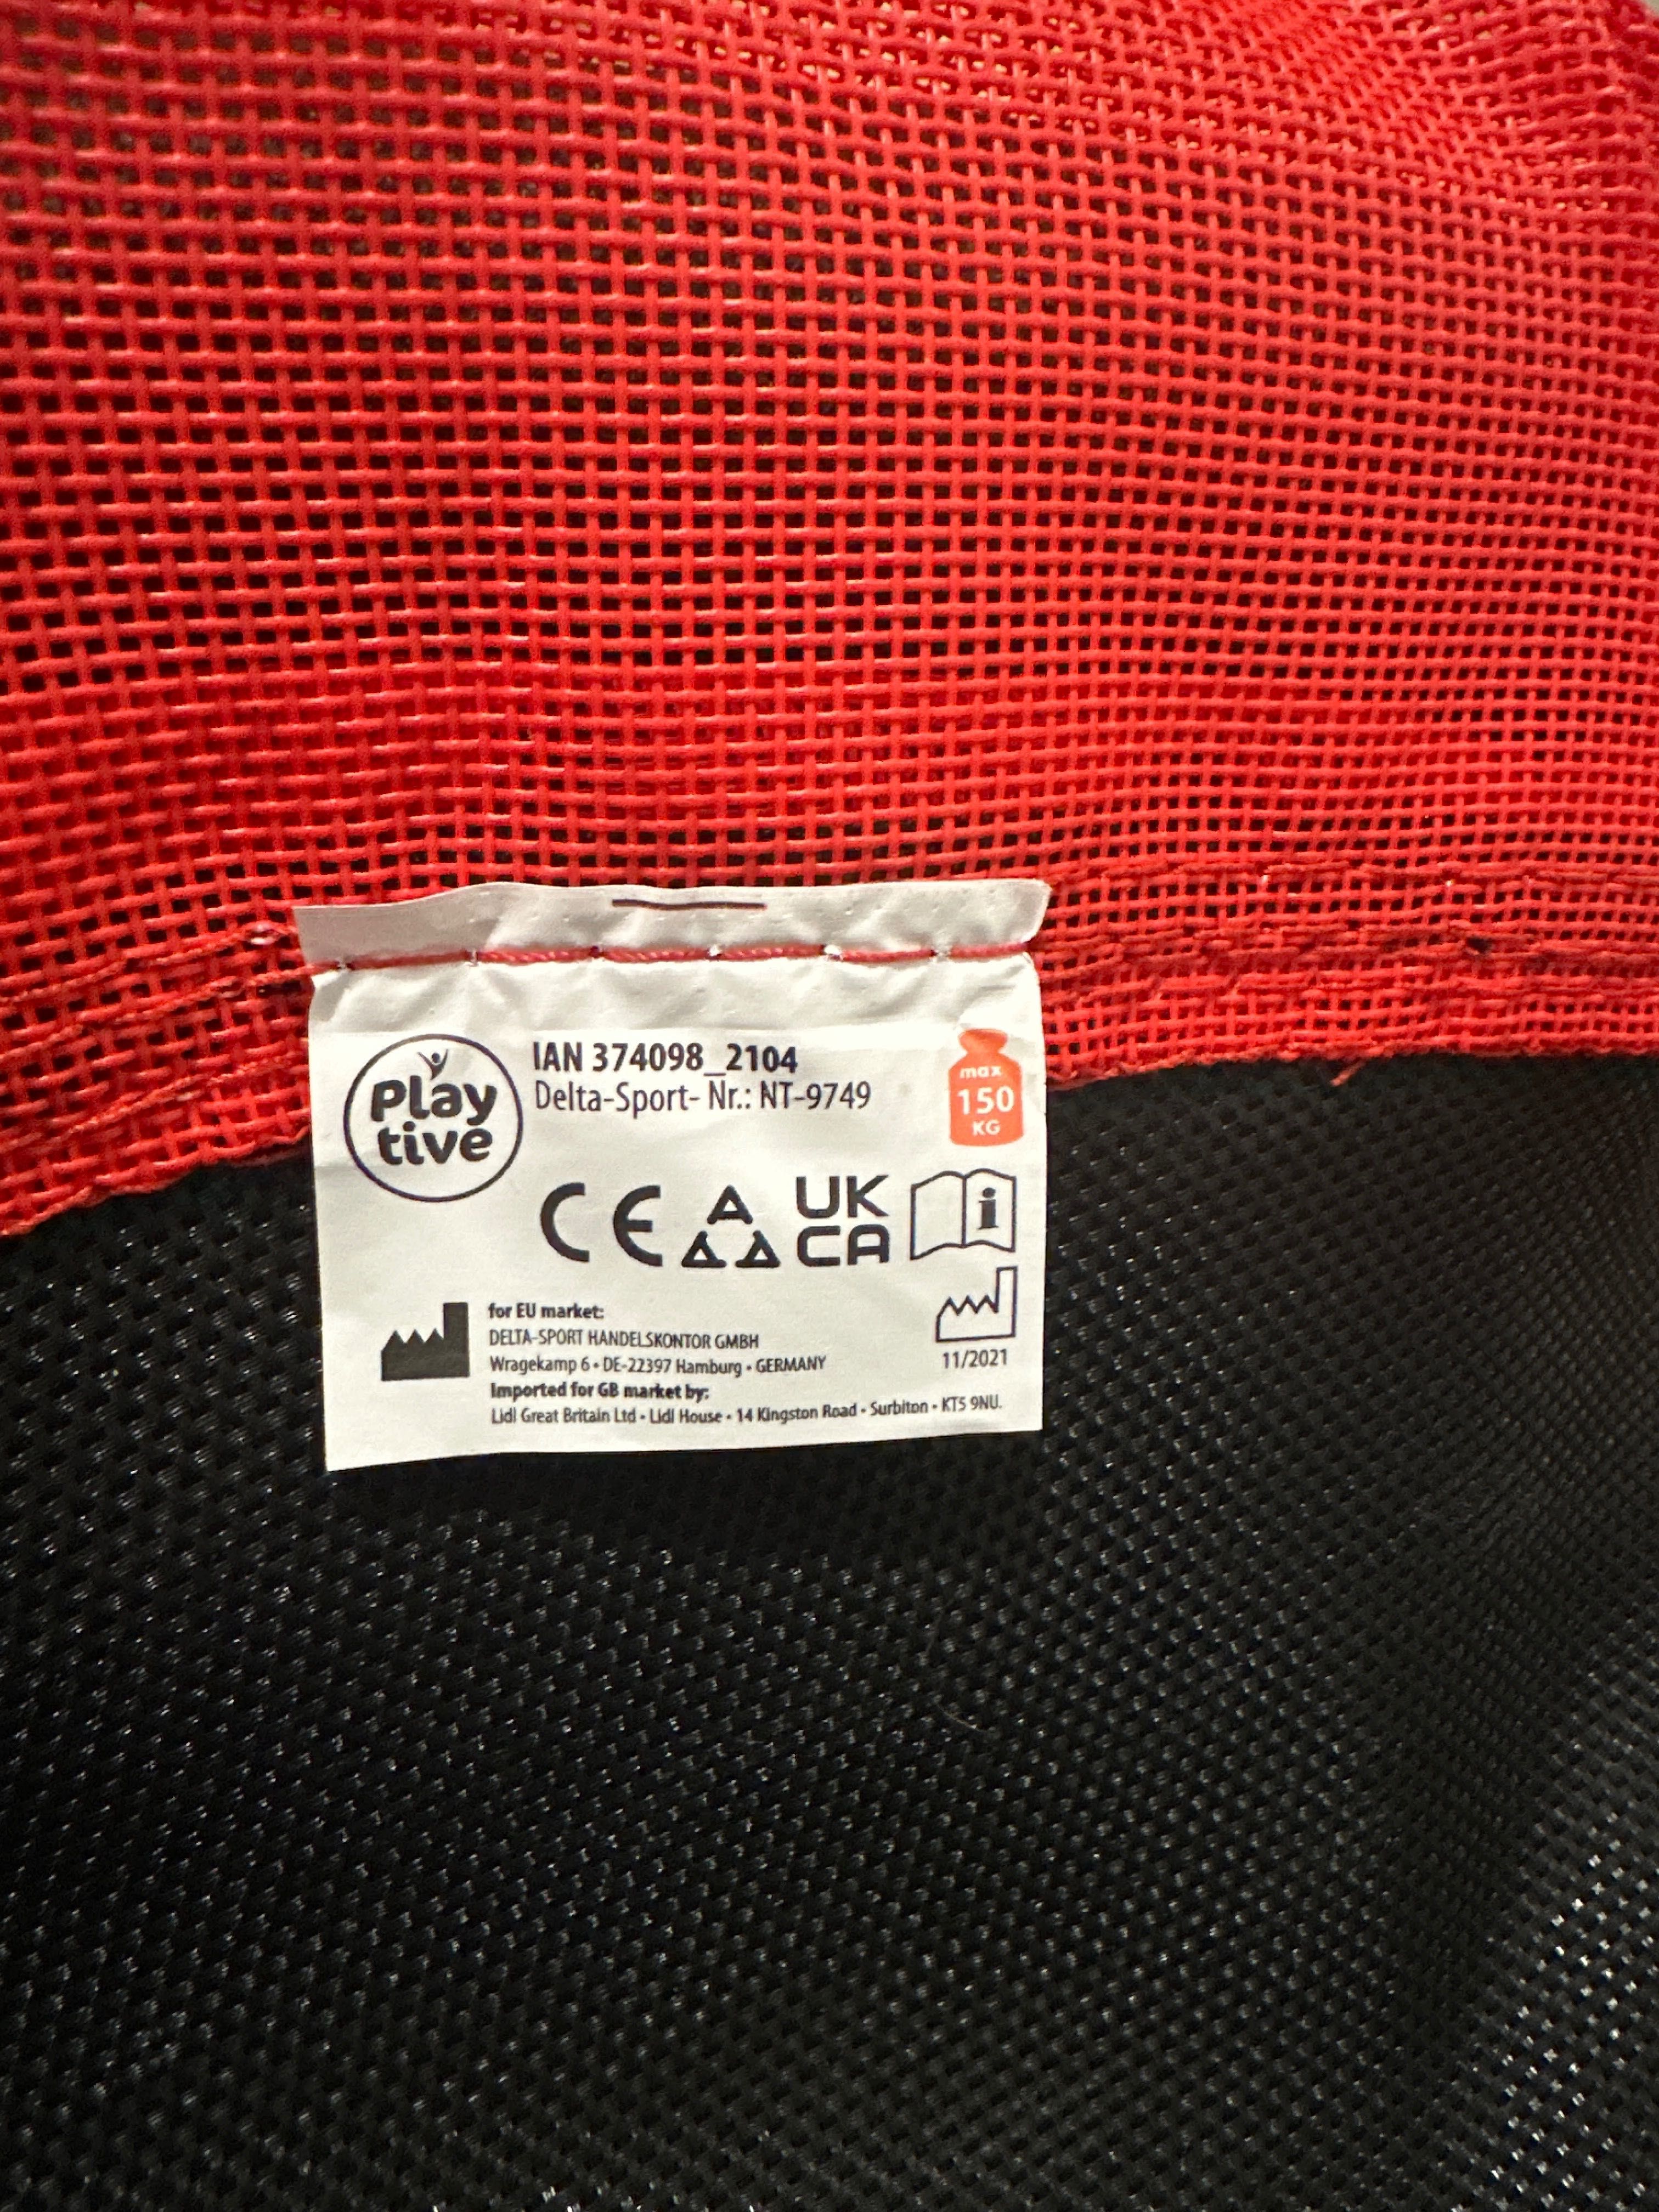 Play
tive
IAN 374098_2104
Delta-Sport- Nr.: NT-9749
max
150
KG
CE
UK
CA
i
for EU market:
DELTA-SPORT HANDELSKONTOR GMBH
Wragekamp 6 • DE-22397 Hamburg • GERMANY
11/2021
Imported for GB market by:
Lidl Great Britain Ltd • Lidl House • 14 Kingston Road • Surbiton • KT5 9NU.